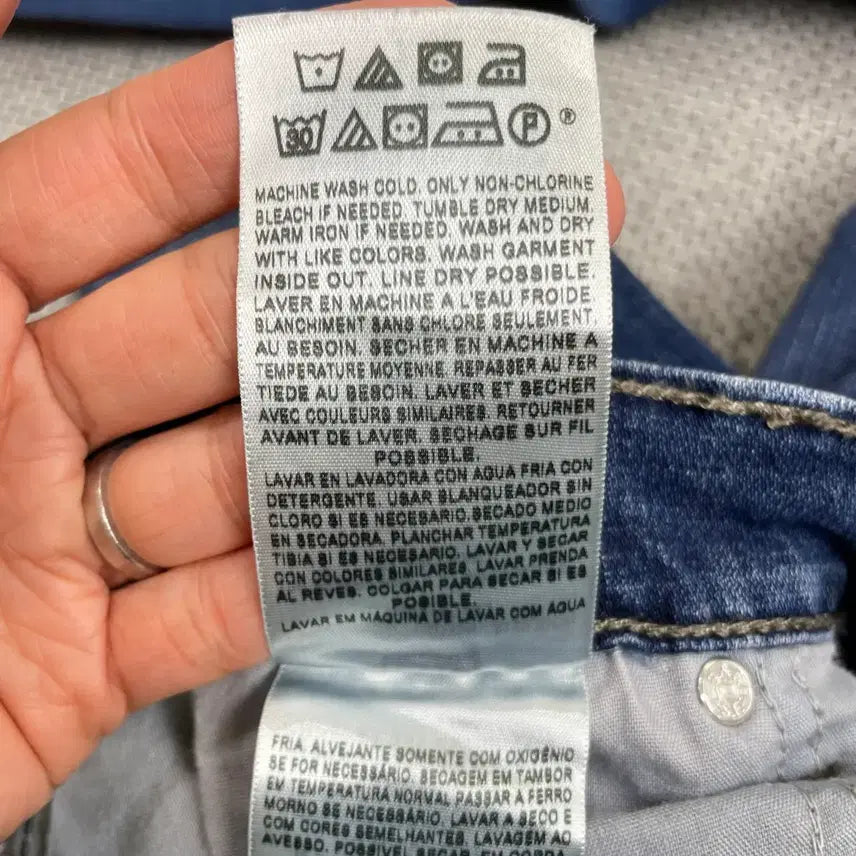 30 P ®
MACHINE WASH COLD. ONLY NON-CHLORINE
BLEACH IF NEEDED. TUMBLE DRY MEDIUM.
WARM IRON IF NEEDED. WASH AND DRY
WITH LIKE COLORS. WASH GARMENT
INSIDE OUT. LINE DRY POSSIBLE.
LAVER EN MACHINE A L'EAU FROIDE.
BLANCHIMENT SANS CHLORE SEULEMENT,
AU BESOIN. SECHER EN MACHINE A
TEMPERATURE MOYENNE. REPASSER AU FER
TIEDE AU BESOIN. LAVER ET SECHER
AVEC COULEURS SIMILAIRES. RETOURNER
AVANT DE LAVER. SECHAGE SUR FIL
POSSIBLE.
LAVAR EN LAVADORA CON AGUA FRIA CON
DETERGENTE. USAR BLANQUEADOR SIN
CLORO SI ES NECESARIO. SECADO MEDIO
EN SECADORA. PLANCHAR TEMPERATURA
TIBIA SI ES NECESARIO. LAVAR Y SECAR
CON COLORES SIMILARES. LAVAR PRENDA
AL REVES. COLGAR PARA SECAR SI ES
POSIBLE.
LAVAR EM MÁQUINA DE LAVAR COM ÁGUA
FRIA. ALVEJANTE SOMENTE COM OXIGÊNIO
SE FOR NECESSÁRIO. SECAGEM EM TAMBOR
EM TEMPERATURA NORMAL PASSAR A FERRO
MORNO SE NECESSÁRIO. LAVAR A SECO E
COM CORES SEMELHANTES. LAVAGEM AO
AVESSO. POSSÍVEL SECAR EM CORDA